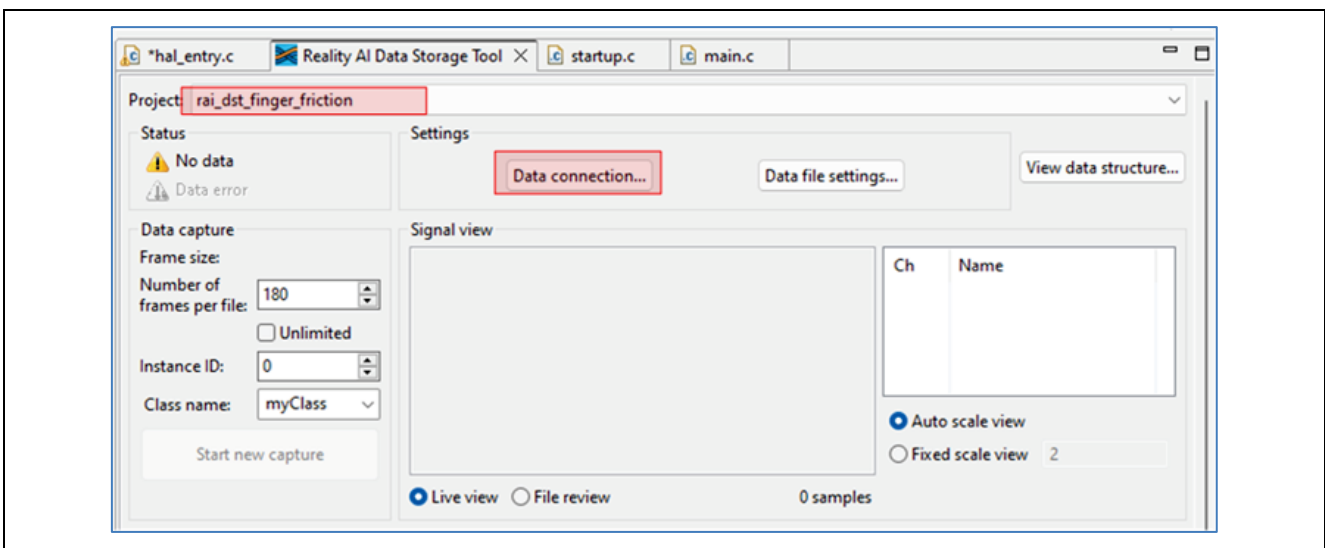 *hal_entry.c Reality AI Data Storage Tool startup.c main.c
Project: rai_dst_finger_friction
Status
No data
Data error
Settings
Data connection...
Data file settings...
View data structure...
Data capture
Frame size:
Number of
frames per file: 180
Unlimited
Instance ID: 0
Class name: myClass
Start new capture
Signal view
Ch Name
Auto scale view
Fixed scale view 2
Live view File review 0 samples